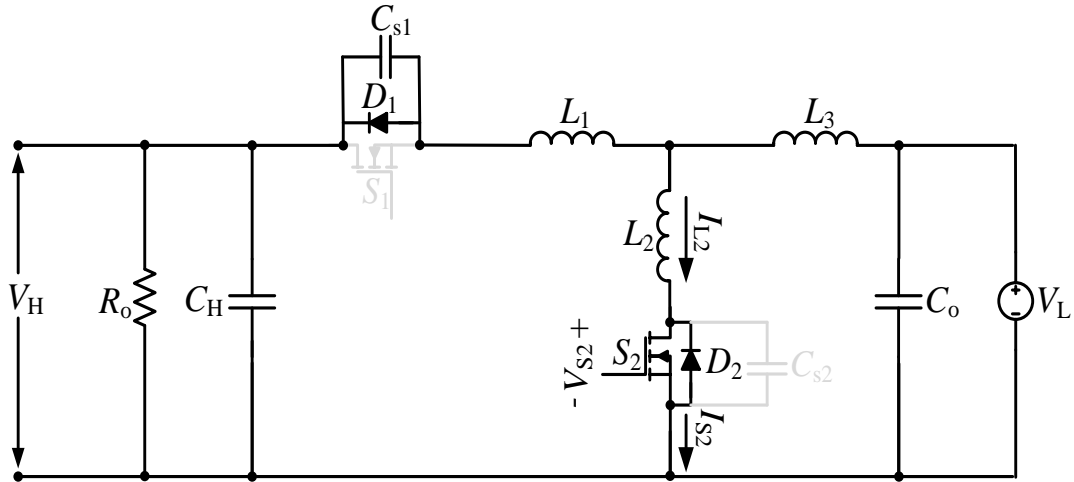 Cs1
D1
L1
L3
S1
VH
Ro
CH
L2
IL2
- VS2 +
S2
D2
Cs2
IS2
Co
+
-
VL